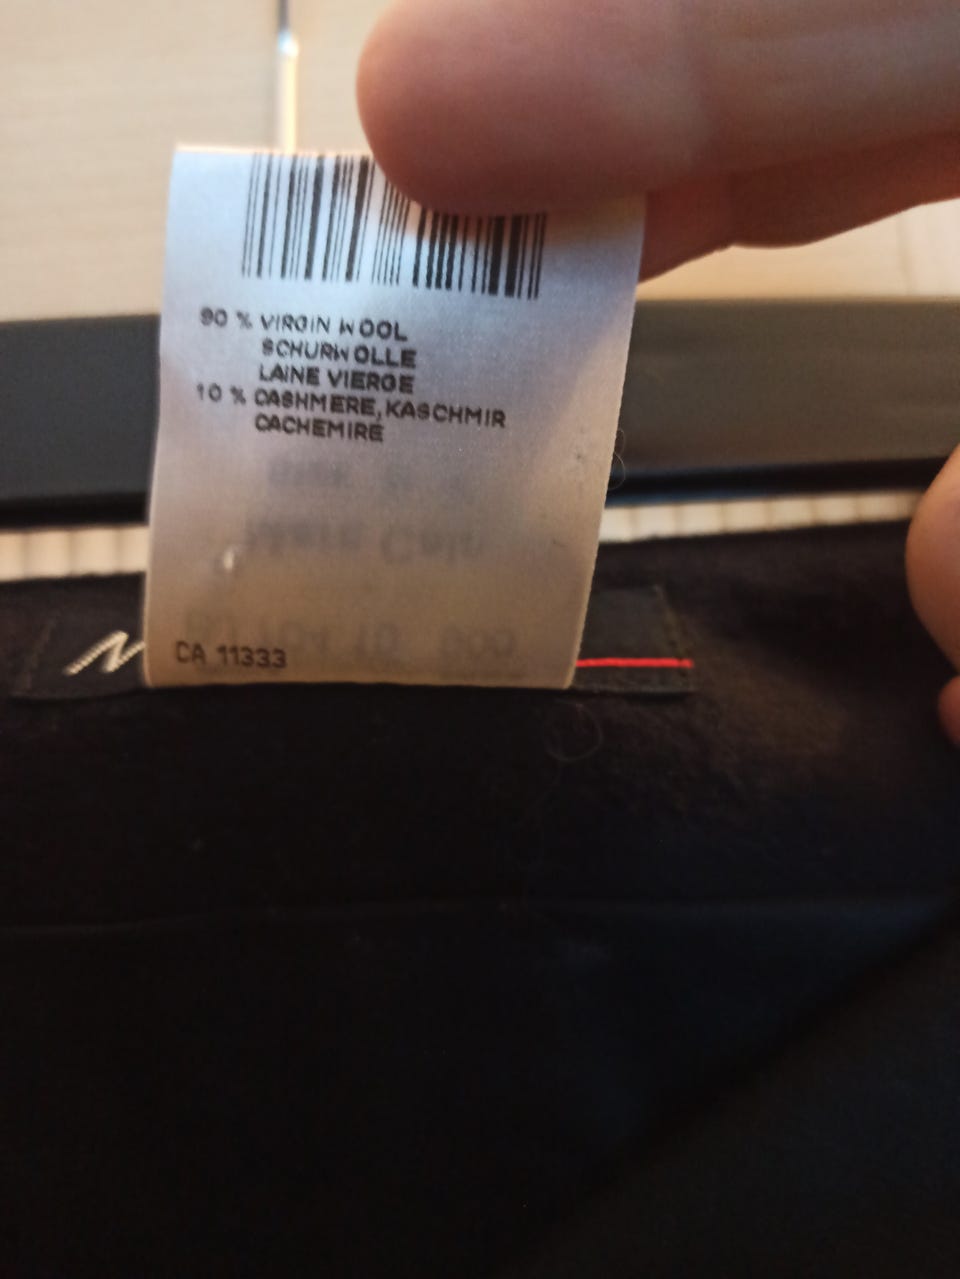 90 % VIRGIN WOOL
SCHURWOLLE
LAINE VIERGE
10 % CASHMERE, KASCHMIR
CACHEMIRE
CA 11333